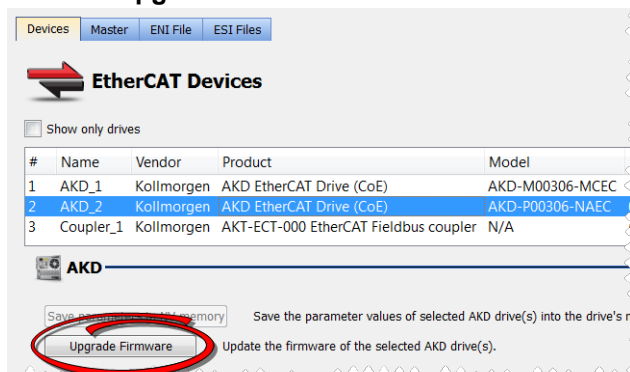 Devices Master ENI File ESI Files
EtherCAT Devices
Show only drives
# Name Vendor Product Model
1 AKD_1 Kollmorgen AKD EtherCAT Drive (CoE) AKD-M00306-MCEC
2 AKD_2 Kollmorgen AKD EtherCAT Drive (CoE) AKD-P00306-NAEC
3 Coupler_1 Kollmorgen AKT-ECT-000 EtherCAT Fieldbus coupler N/A
AKD
Save memory Save the parameter values of selected AKD drive(s) into the drive's
Upgrade Firmware Update the firmware of the selected AKD drive(s).